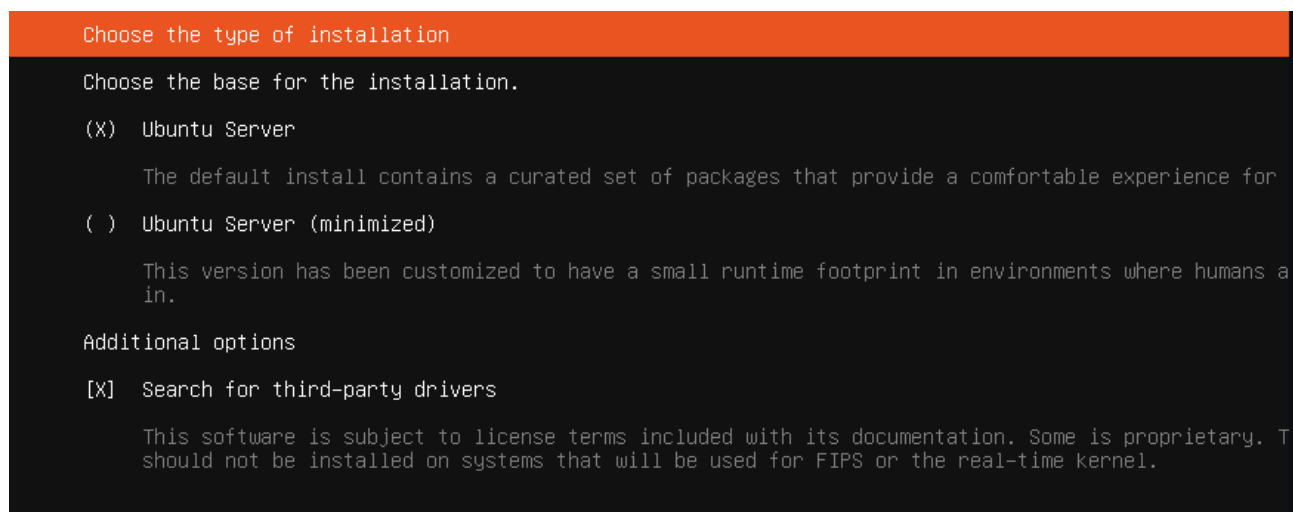 Choose the type of installation
Choose the base for the installation.
(X) Ubuntu Server
The default install contains a curated set of packages that provide a comfortable experience for
( ) Ubuntu Server (minimized)
This version has been customized to have a small runtime footprint in environments where humans a
in.
Additional options
[X] Search for third-party drivers
This software is subject to license terms included with its documentation. Some is proprietary. T
should not be installed on systems that will be used for FIPS or the real-time kernel.